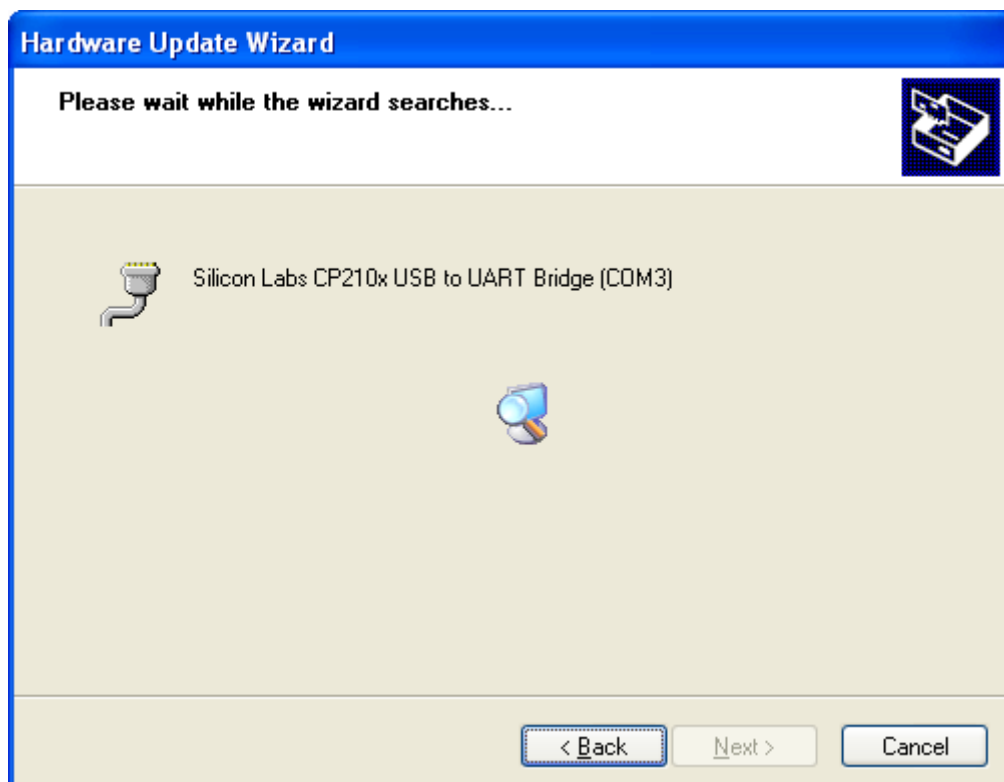 Hardware Update Wizard
Please wait while the wizard searches...
Silicon Labs CP210x USB to UART Bridge (COM3)
< Back
Next >
Cancel